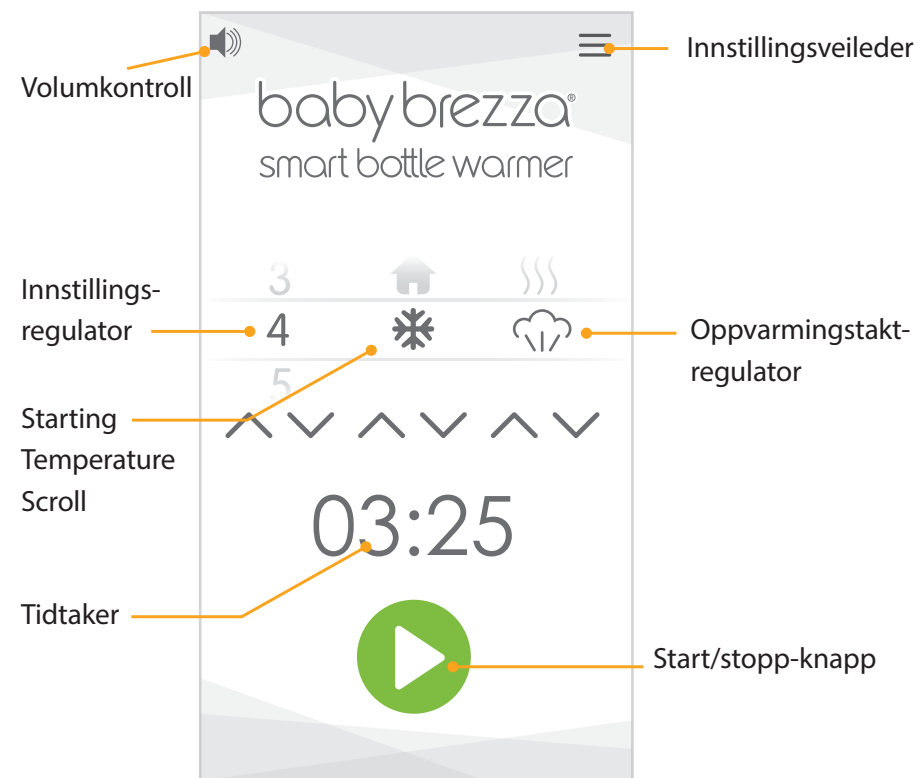 Innstillingsveileder
Volumkontroll
baby brezza®
smart bottle warmer
3
Innstillings-
regulator
4
Oppvarmingstakt-
regulator
5
Starting
Temperature
Scroll
03:25
Tidtaker
Start/stopp-knapp